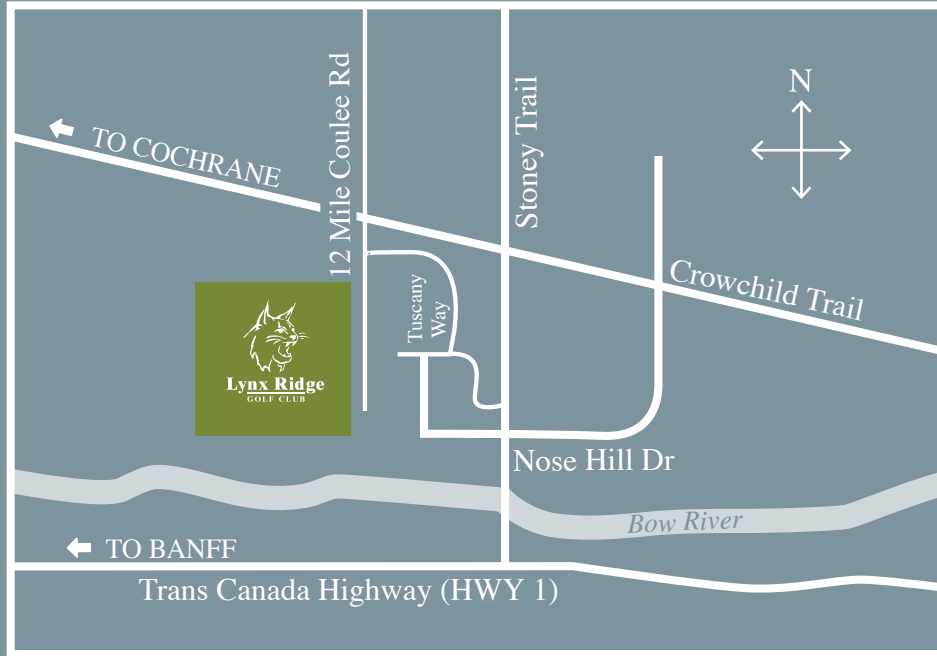 N
TO COCHRANE
12 Mile Coulee Rd
Stoney Trail
Crowchild Trail
Tuscany
Way
Lynx Ridge
GOLF CLUB
Nose Hill Dr
Bow River
TO BANFF
Trans Canada Highway (HWY 1)